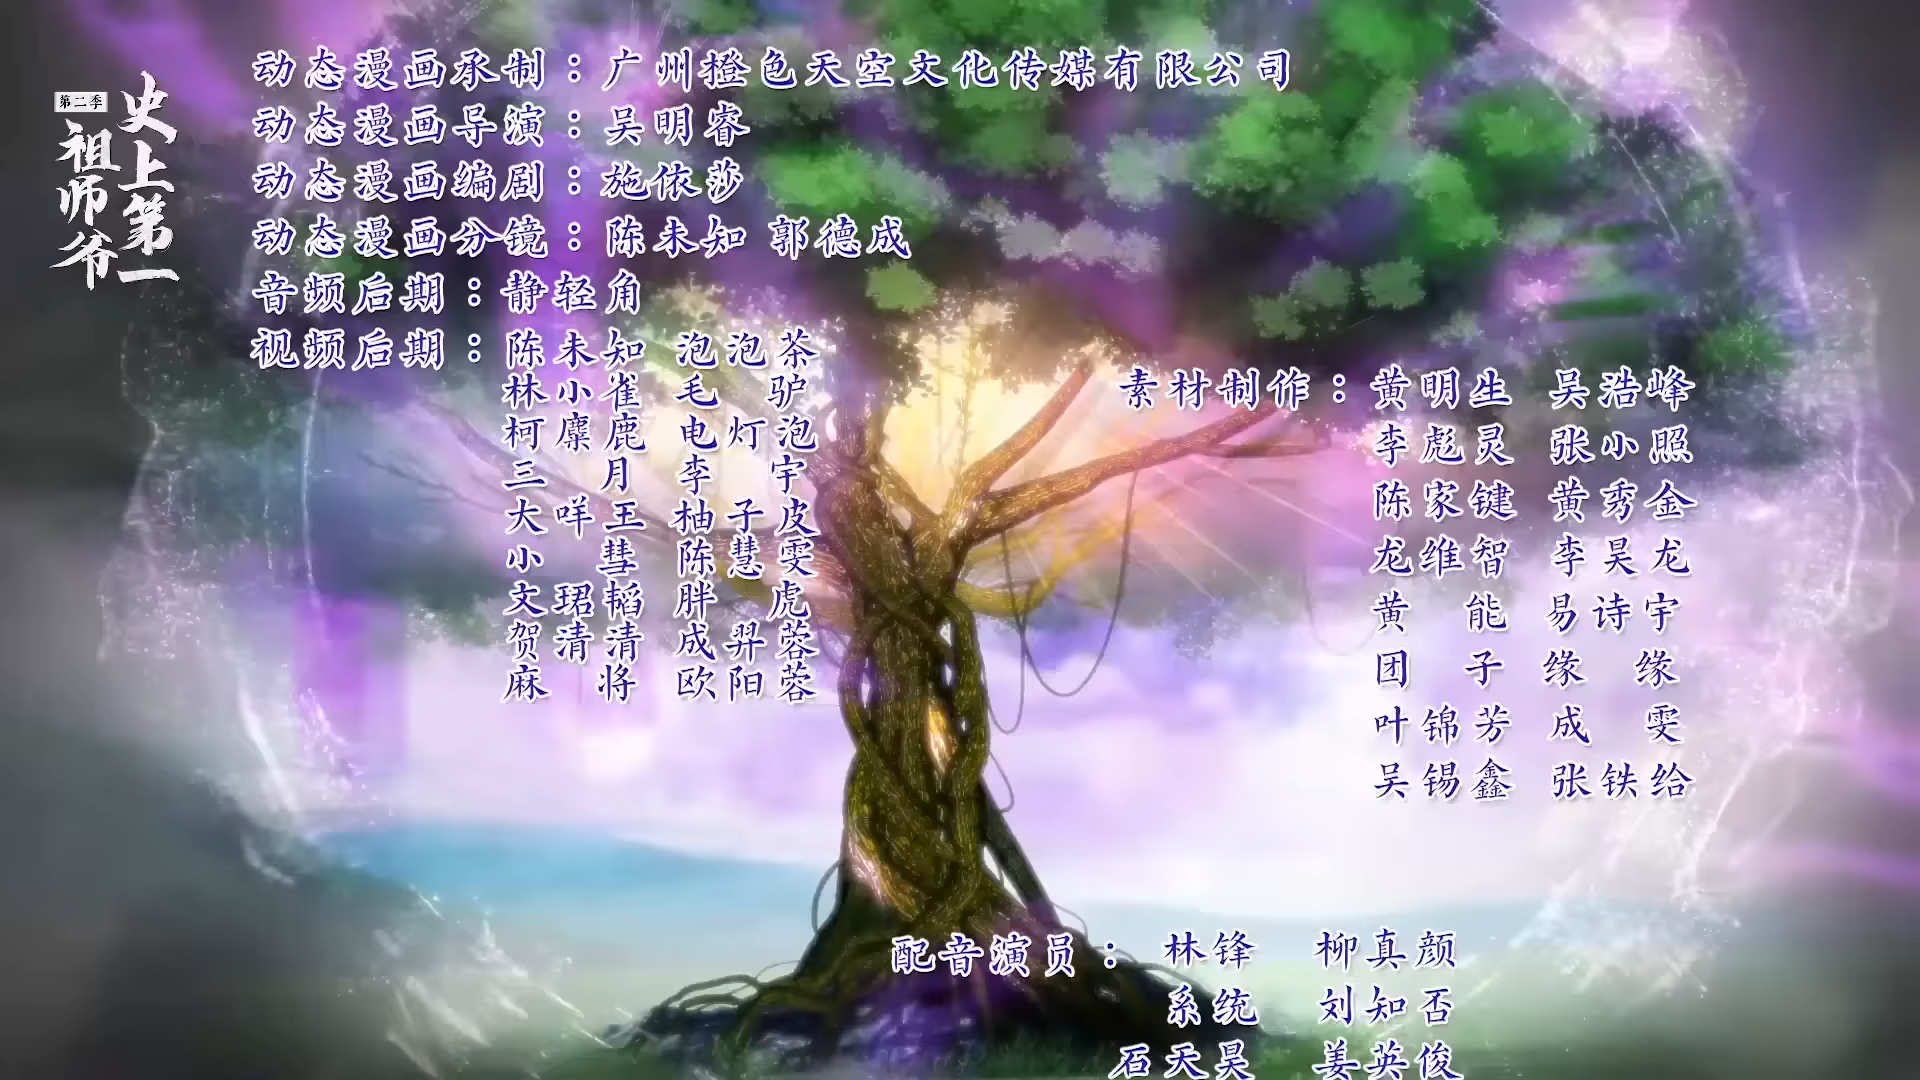 第二季
史上第一
祖师爷
动态漫画承制：广州橙色天空文化传媒有限公司
动态漫画导演：吴明睿
动态漫画编剧：施依莎
动态漫画分镜：陈未知 郭德成
音频后期：静轻角
视频后期：陈未知 泡泡茶
林小雀 毛驴
柯麇鹿 电灯泡
三月 李宇
大咩王 柚子皮
小彗 陈慧雯
文珺韬 胖虎
贺清清 成羿蓉
麻将 欧阳蓉
素材制作：黄明生 吴浩峰
李彪灵 张小照
陈家键 黄秀金
龙维智 李昊龙
黄能 易诗宇
团子 缘缘
叶锦芳 成雯
吴锡鑫 张铁给
配音演员： 林锋 柳真颜
系统 刘知否
石天昊 姜英俊